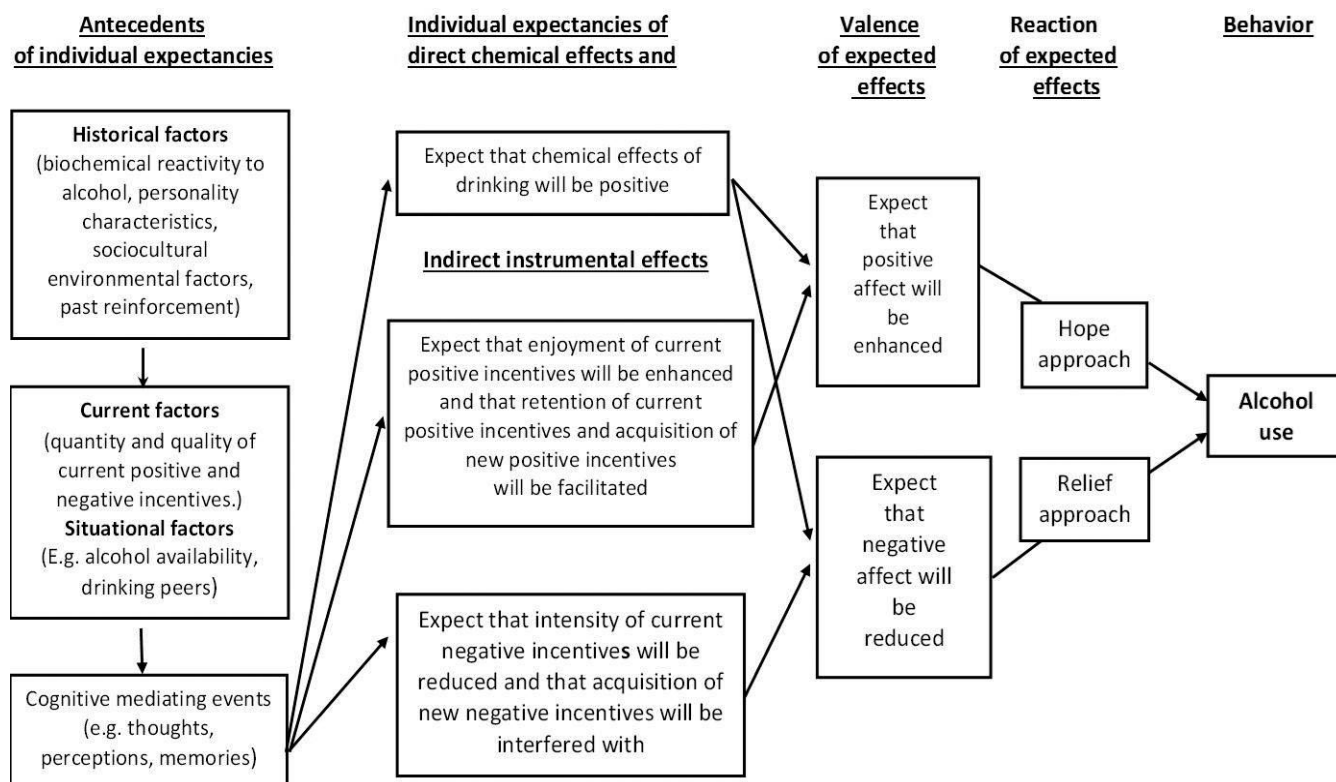 Antecedents
of individual expectancies
Individual expectancies of
direct chemical effects and
Valence
of expected
effects
Reaction
of expected
effects
Behavior
Historical factors
(biochemical reactivity to
alcohol, personality
characteristics,
sociocultural
environmental factors,
past reinforcement)
Current factors
(quantity and quality of
current positive and
negative incentives.)
Situational factors
(E.g. alcohol availability,
drinking peers)
Cognitive mediating events
(e.g. thoughts,
perceptions, memories)
Expect that chemical effects of
drinking will be positive
Indirect instrumental effects
Expect that enjoyment of current
positive incentives will be enhanced
and that retention of current
positive incentives and acquisition of
new positive incentives
will be facilitated
Expect that intensity of current
negative incentives will be
reduced and that acquisition of
new negative incentives will be
interfered with
Expect
that
positive
affect will
be
enhanced
Expect
that
negative
affect will
be
reduced
Hope
approach
Relief
approach
Alcohol
use